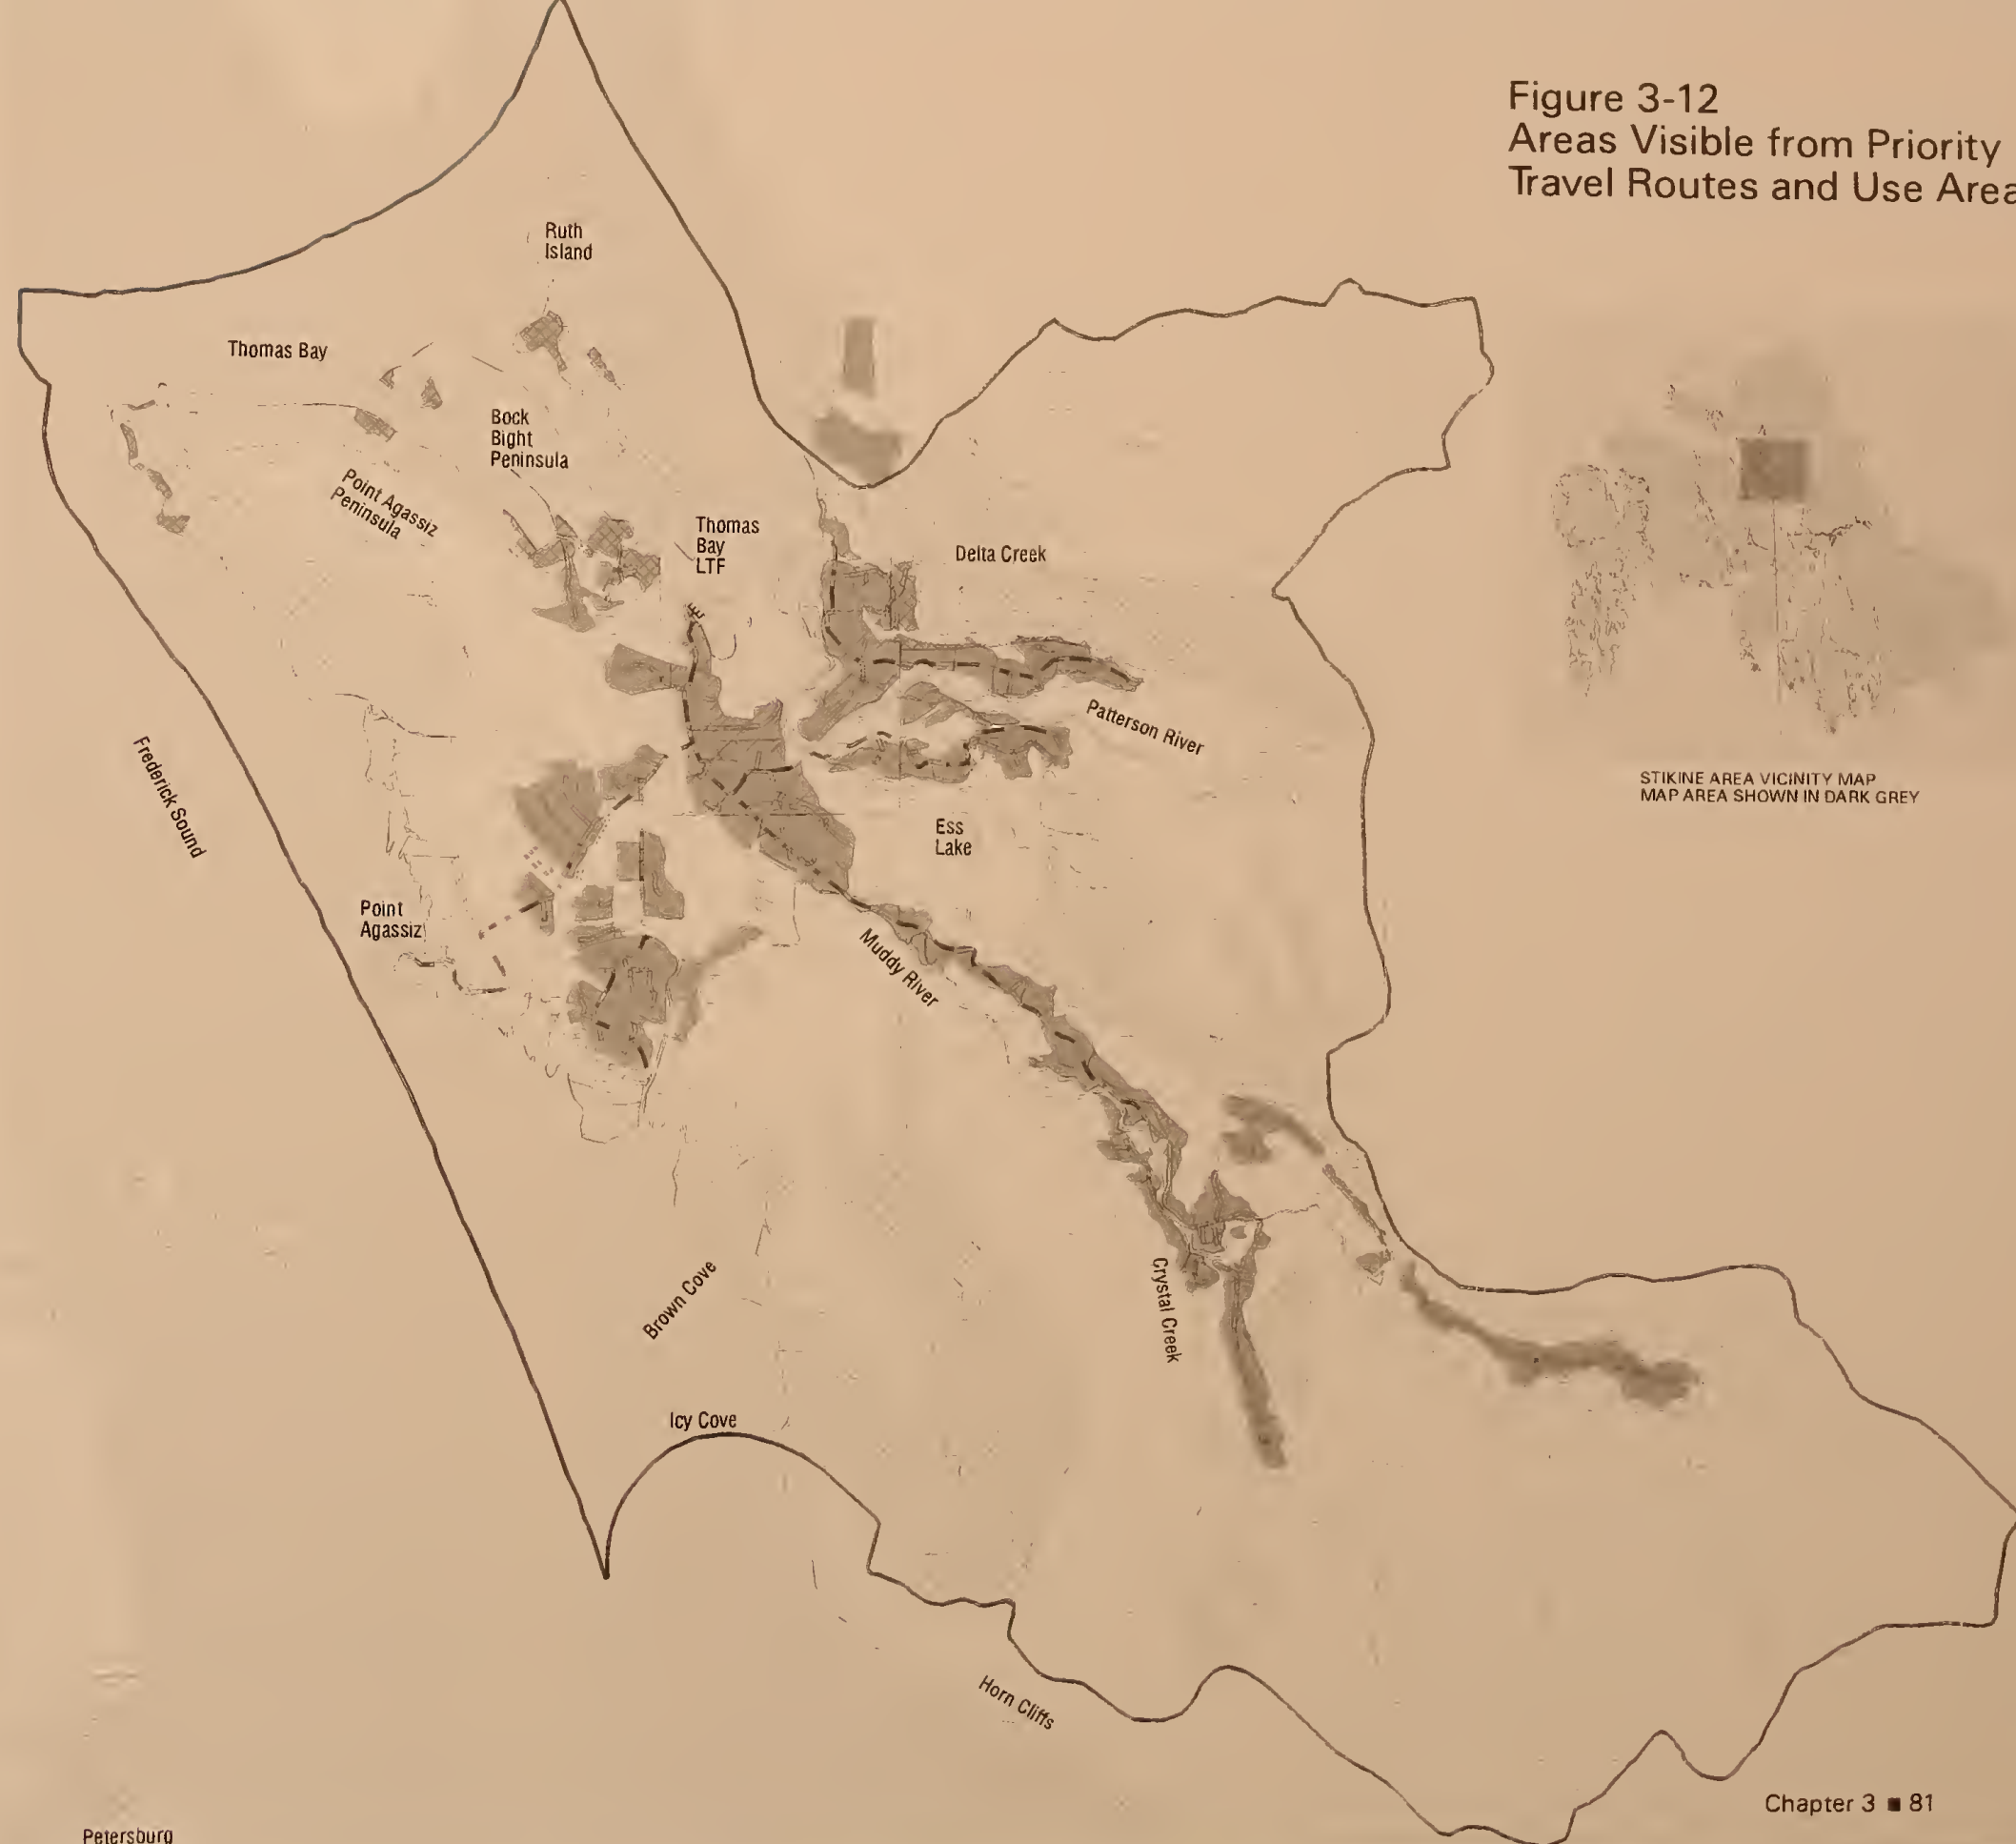 Figure 3-12
Areas Visible from Priority
Travel Routes and Use Area
Ruth
Island
Thomas Bay
Bock
Bight
Peninsula
Point Agassiz
Peninsula
Thomas
Bay
LTF
Delta Creek
Patterson River
Frederick Sound
STIKINE AREA VICINITY MAP
MAP AREA SHOWN IN DARK GREY
Ess
Lake
Point
Agassiz
Muddy River
Brown Cove
Crystal Creek
Icy Cove
Horn Cliffs
Chapter 3 ■ 81
Petersburg